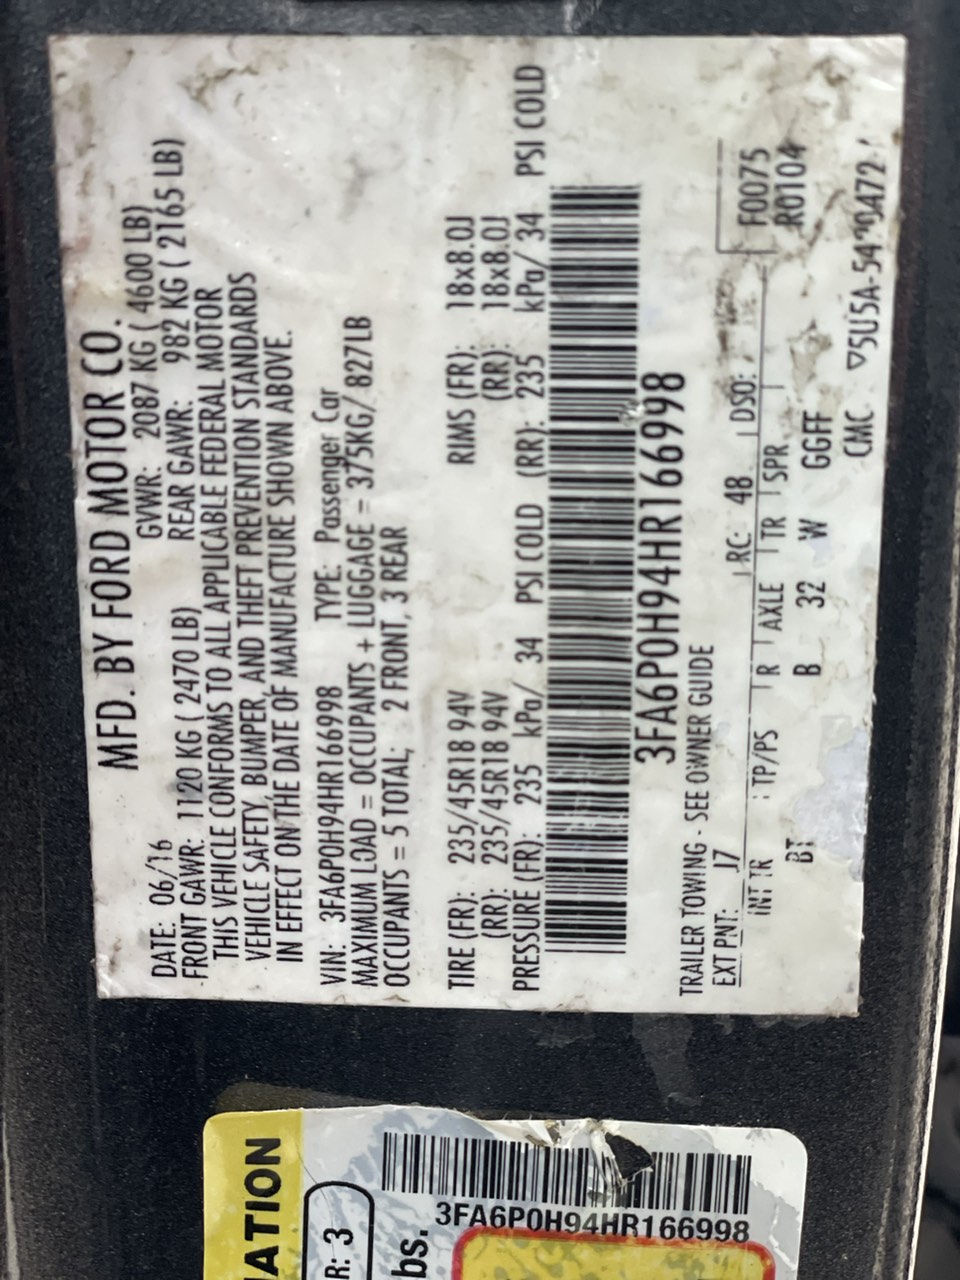 MFD. BY FORD MOTOR CO.
DATE: 06/16 GVWR: 2087 KG ( 4600 LB)
FRONT GAWR: 1120 KG ( 2470 LB) REAR GAWR: 982 KG ( 2165 LB)
THIS VEHICLE CONFORMS TO ALL APPLICABLE FEDERAL MOTOR
VEHICLE SAFETY, BUMPER, AND THEFT PREVENTION STANDARDS
IN EFFECT ON THE DATE OF MANUFACTURE SHOWN ABOVE.
VIN: 3FA6P0H94HR166998 TYPE: Passenger Car
MAXIMUM LOAD = OCCUPANTS + LUGGAGE = 375KG/ 827LB
OCCUPANTS = 5 TOTAL; 2 FRONT, 3 REAR
TIRE (FR): 235/45R18 94V RIMS (FR): 18x8.0J
(RR): 235/45R18 94V (RR): 18x8.0J
PRESSURE (FR): 235 kPa/ 34 PSI COLD (RR): 235 kPa/ 34 PSI COLD
3FA6P0H94HR166998
TRAILER TOWING - SEE OWNER GUIDE
EXT PNT: J7 RC: 48 DSO: F0075
INT TR TP/PS R AXLE TR SPR R0104
BT B 32 W GGFF
CMC
ATION
R: 3
bs.
3FA6P0H94HR166998